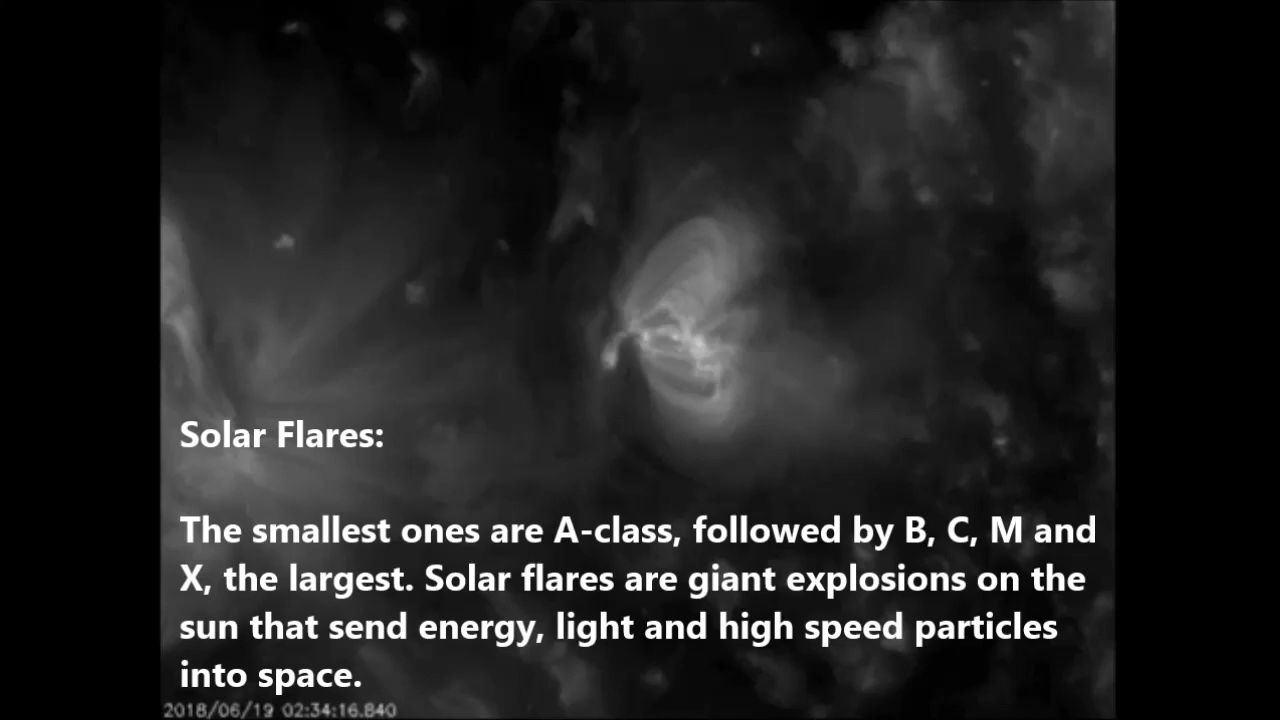 Solar Flares:
The smallest ones are A-class, followed by B, C, M and
X, the largest. Solar flares are giant explosions on the
sun that send energy, light and high speed particles
into space.
2018/06/19 02:34:16.840